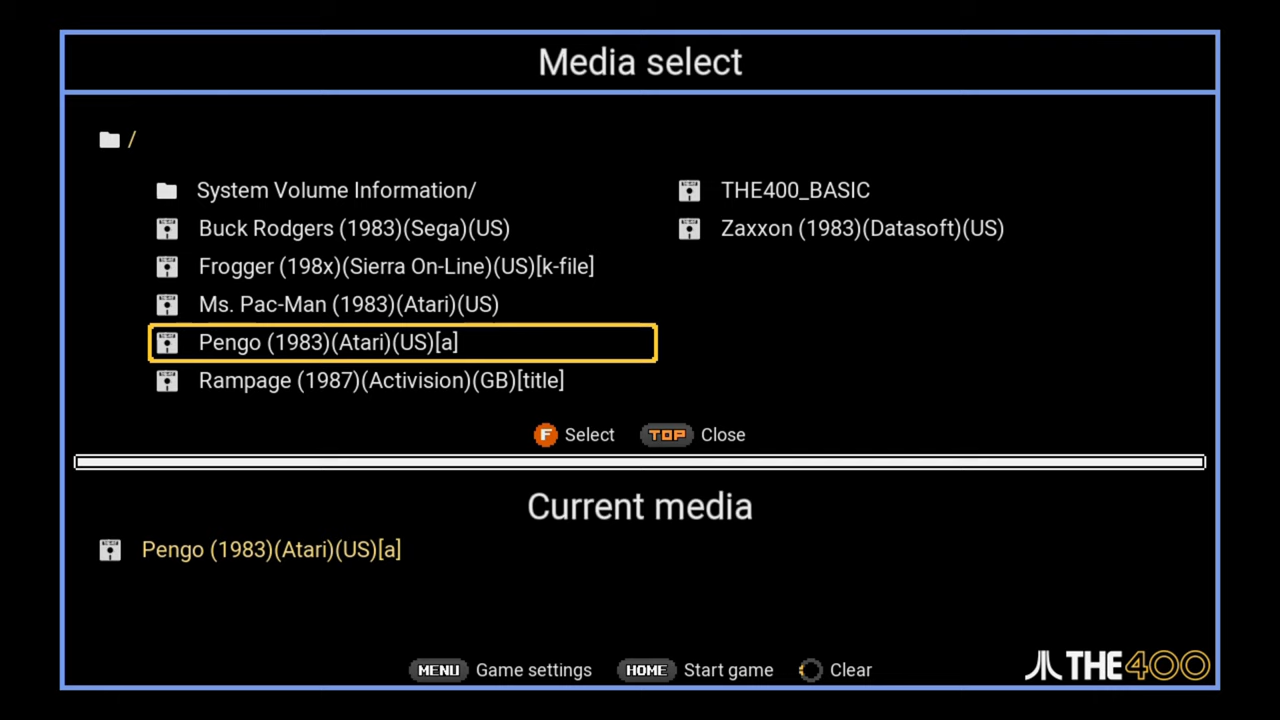 Media select
/
System Volume Information/
Buck Rodgers (1983)(Sega)(US)
Frogger (198x)(Sierra On-Line)(US)[k-file]
Ms. Pac-Man (1983)(Atari)(US)
Pengo (1983)(Atari)(US)[a]
Rampage (1987)(Activision)(GB)[title]
THE400_BASIC
Zaxxon (1983)(Datasoft)(US)
F Select TOP Close
Current media
Pengo (1983)(Atari)(US)[a]
MENU Game settings HOME Start game Clear
THE400